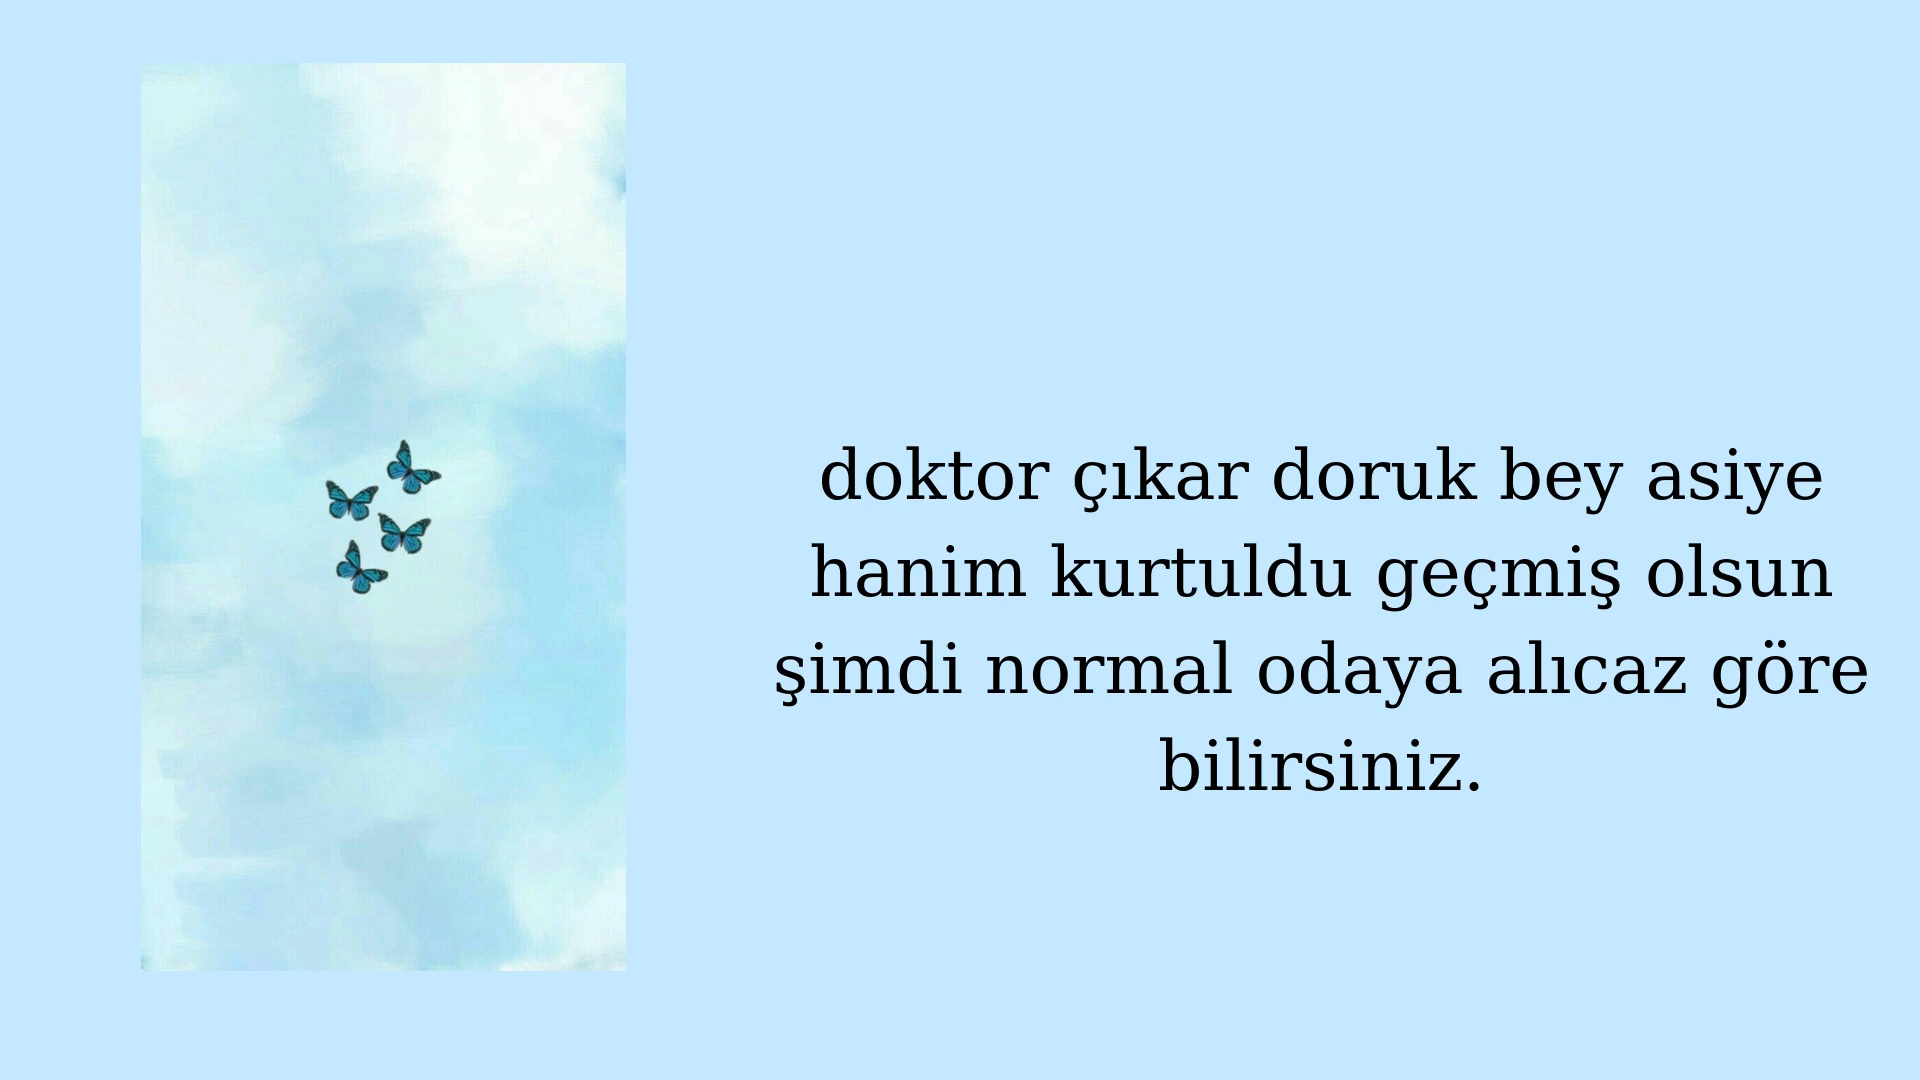 doktor çıkar doruk bey asiye
hanim kurtuldu geçmiş olsun
şimdi normal odaya alıcaz göre
bilirsiniz.